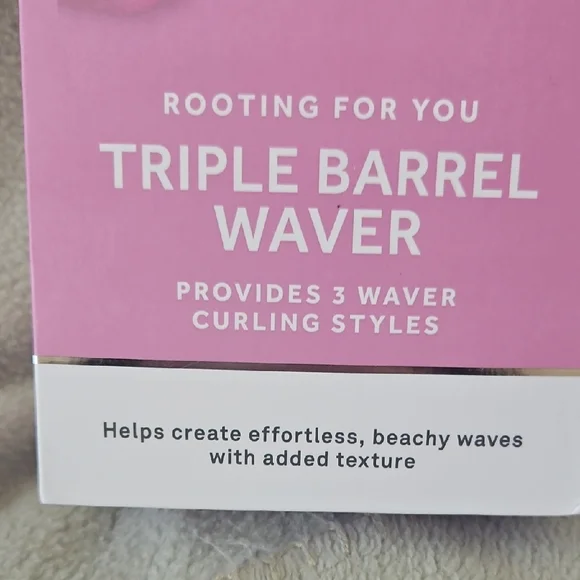 ROOTING FOR YOU
TRIPLE BARREL
WAVER
PROVIDES 3 WAVER
CURLING STYLES
Helps create effortless, beachy waves
with added texture